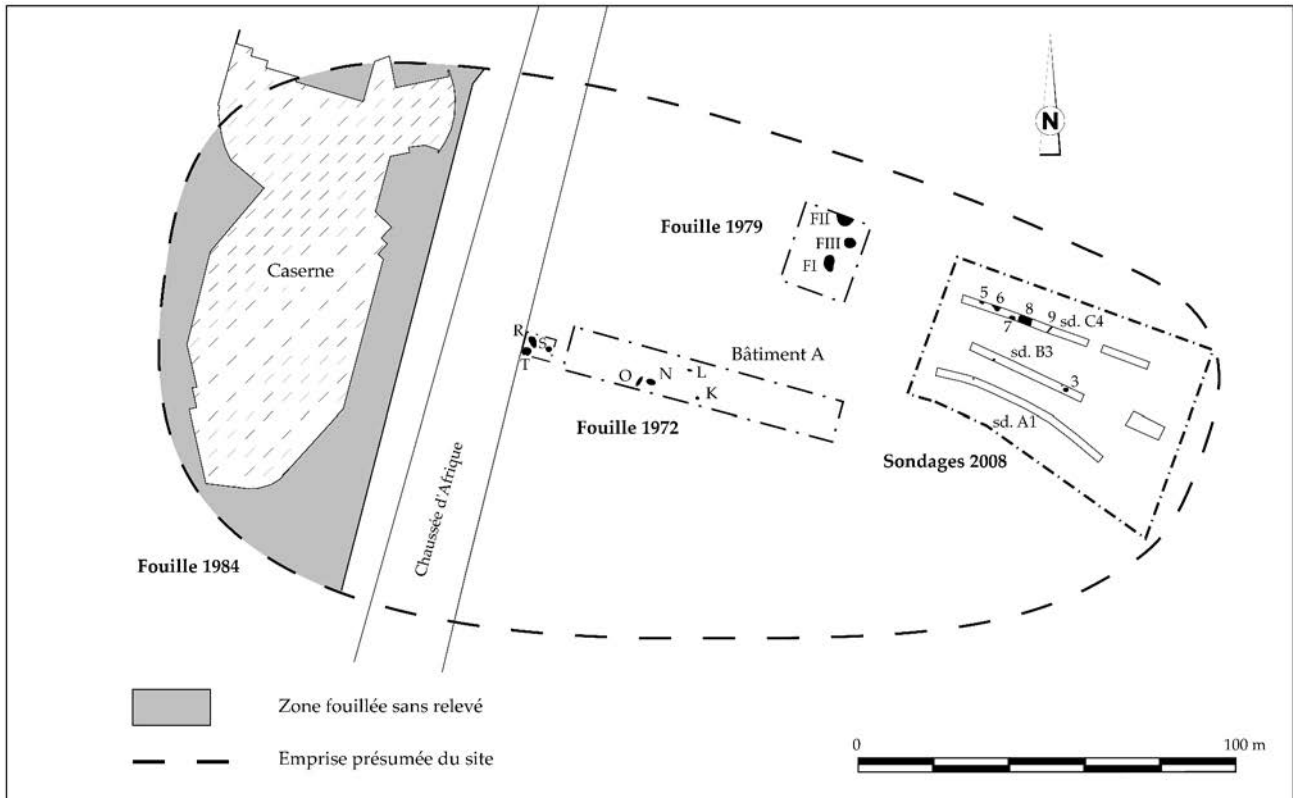 N
FII
Fouille 1979
FIII
FI
Caserne
5
6
8
7
9
sd. C4
R
S
T
Bâtiment A
L
O
N
K
sd. B3
3
sd. A1
Fouille 1972
Sondages 2008
Chaussée d'Afrique
Fouille 1984
Zone fouillée sans relevé
Emprise présumée du site
0
100 m